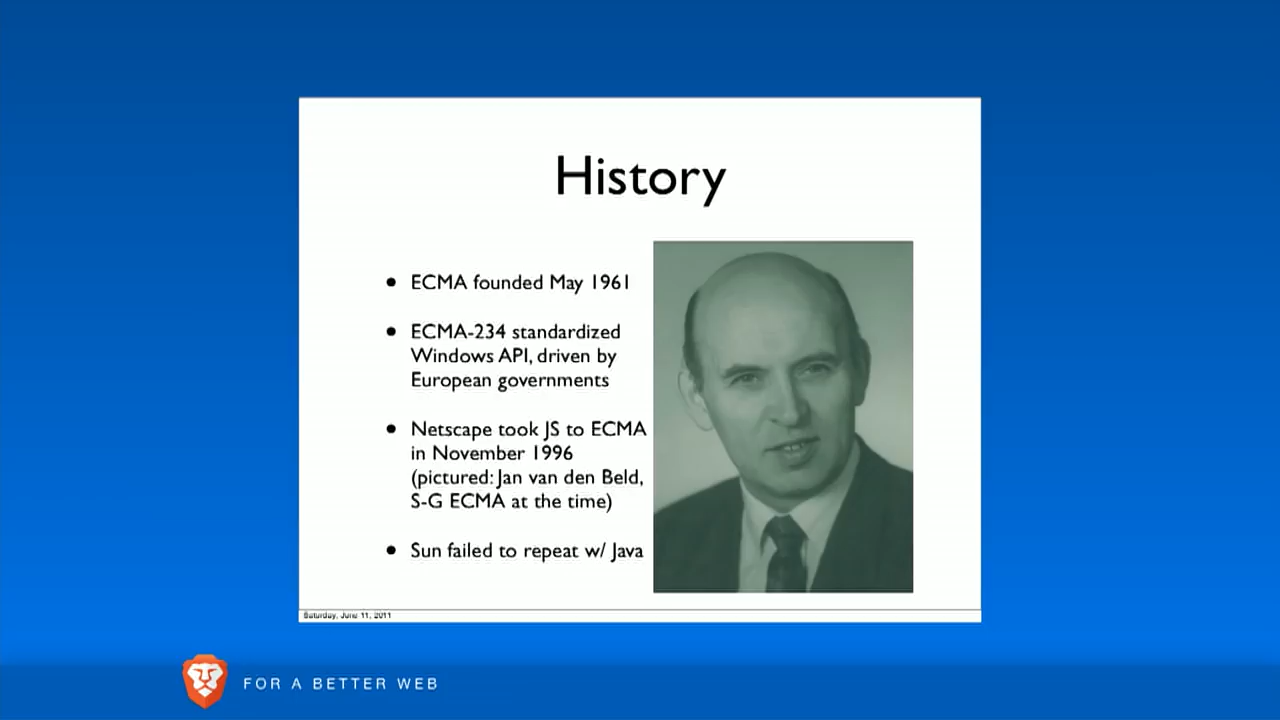 History
• ECMA founded May 1961
• ECMA-234 standardized
Windows API, driven by
European governments
• Netscape took JS to ECMA
in November 1996
(pictured: Jan van den Beld,
S-G ECMA at the time)
• Sun failed to repeat w/ Java
Saturday, June 11, 2011
FOR A BETTER WEB